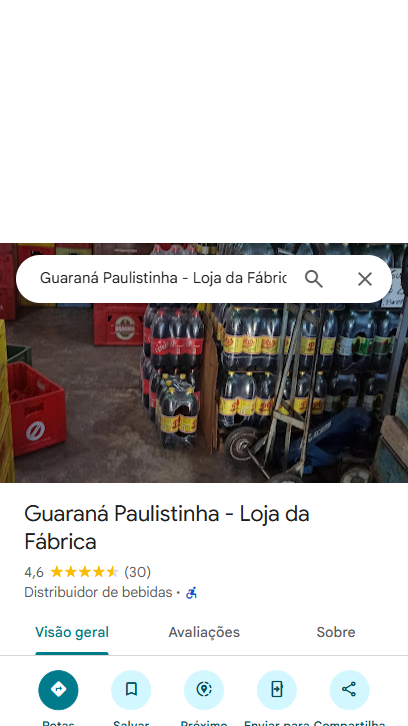 Guaraná Paulistinha - Loja da Fábric
Guaraná Paulistinha - Loja da
Fábrica
4,6 (30)
Distribuidor de bebidas ·
Visão geral Avaliações Sobre
Rotas Salvar Próximo Enviar para Compartilha